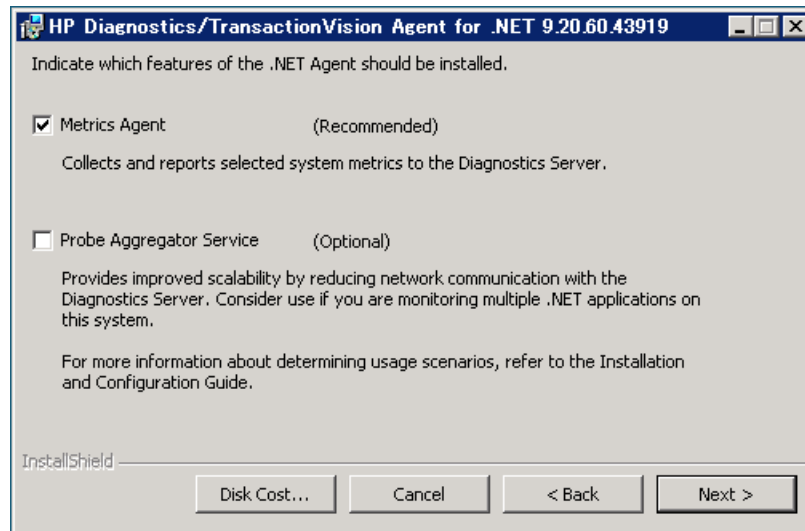 HP Diagnostics/TransactionVision Agent for .NET 9.20.60.43919
Indicate which features of the .NET Agent should be installed.
Metrics Agent (Recommended)
Collects and reports selected system metrics to the Diagnostics Server.
Probe Aggregator Service (Optional)
Provides improved scalability by reducing network communication with the
Diagnostics Server. Consider use if you are monitoring multiple .NET applications on
this system.
For more information about determining usage scenarios, refer to the Installation
and Configuration Guide.
InstallShield
Disk Cost... Cancel < Back Next >